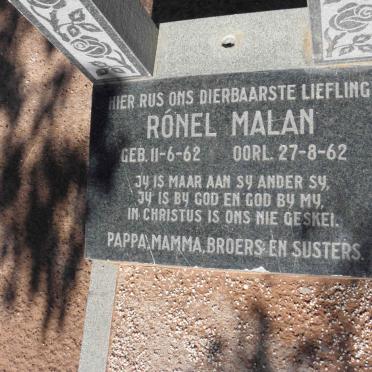 HIER RUS ONS DIERBAARSTE LIEFLING
RÓNEL MALAN
GEB. 11-6-62 OORL. 27-8-62
JY IS MAAR AAN SY ANDER SY,
JY IS BY GOD EN GOD BY MY,
IN CHRISTUS IS ONS NIE GESKEI.
PAPPA, MAMMA, BROERS EN SUSTERS.